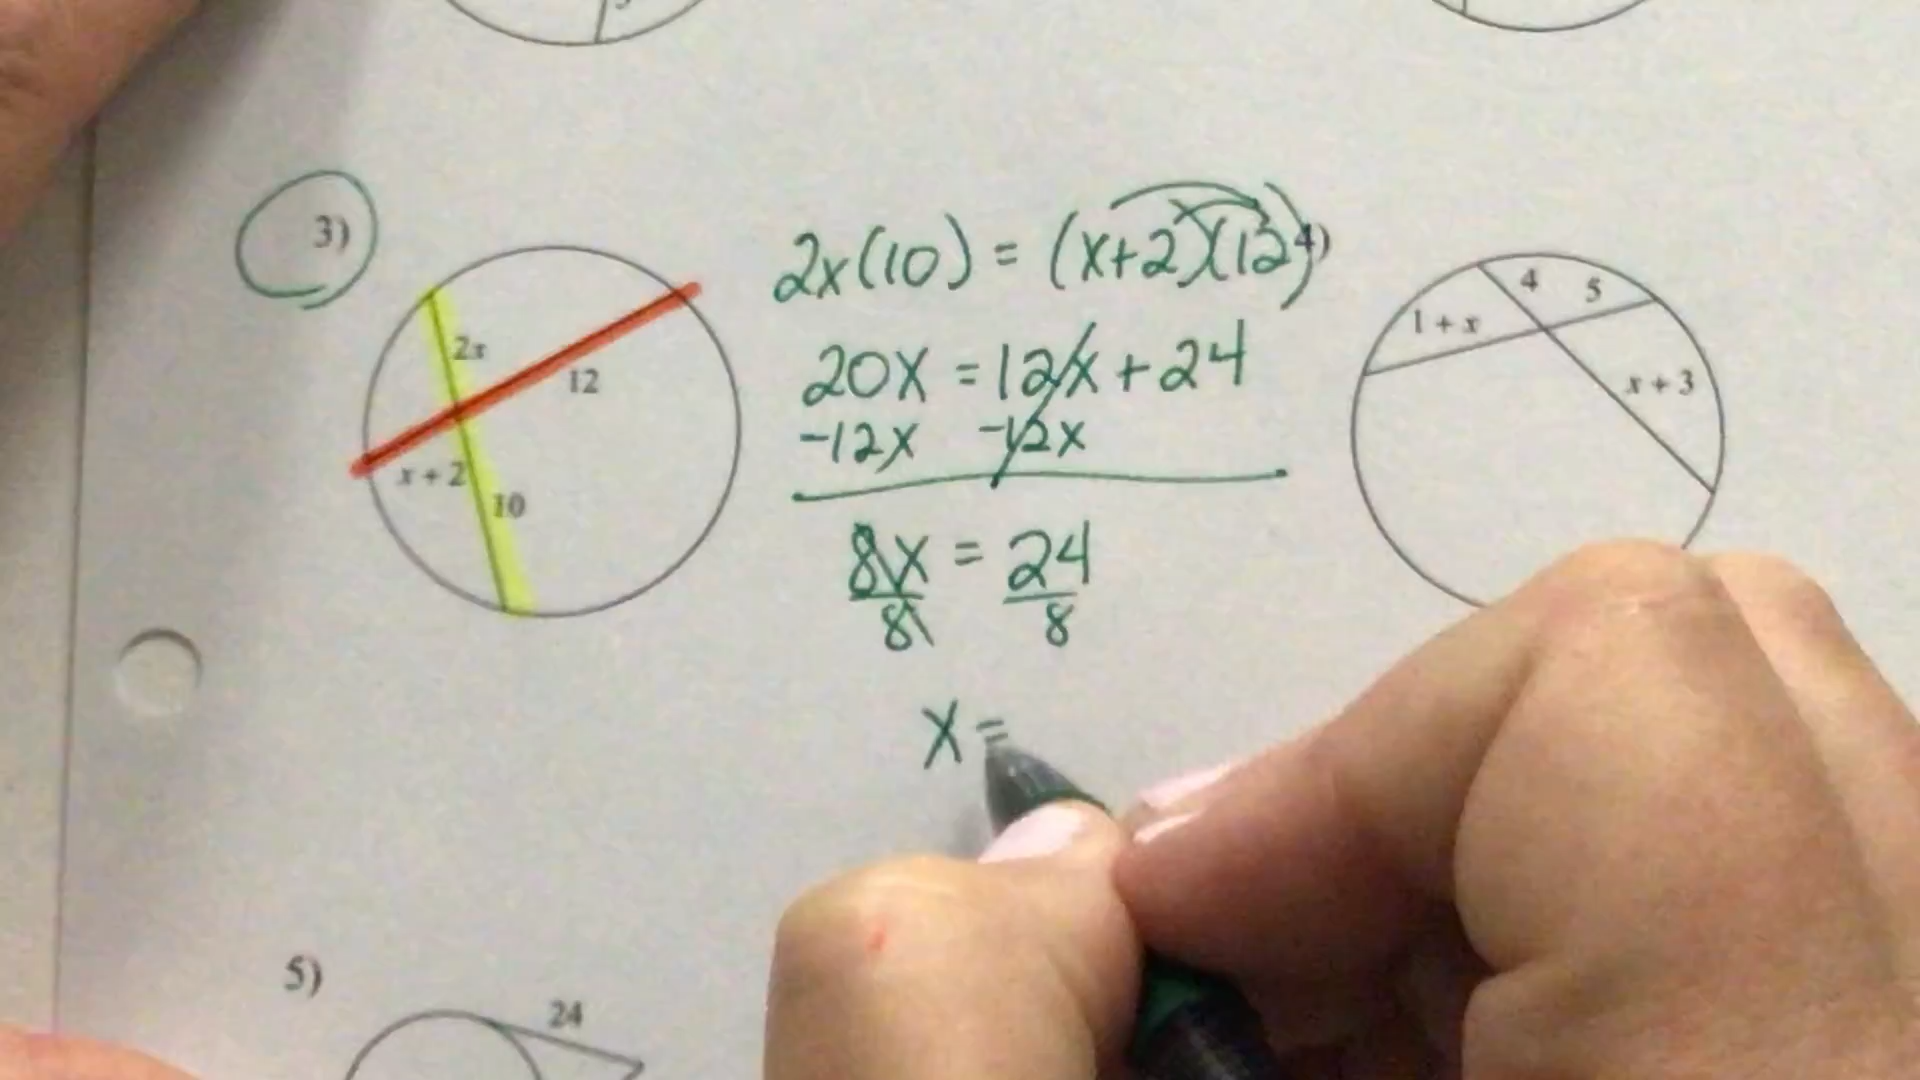 3)
2x
12
x + 2
10
2x(10) = (x+2)(12)
20x = 12x + 24
-12x -12x
8x = 24
8 8
x =
4)
4
5
1 + x
x + 3
5)
24